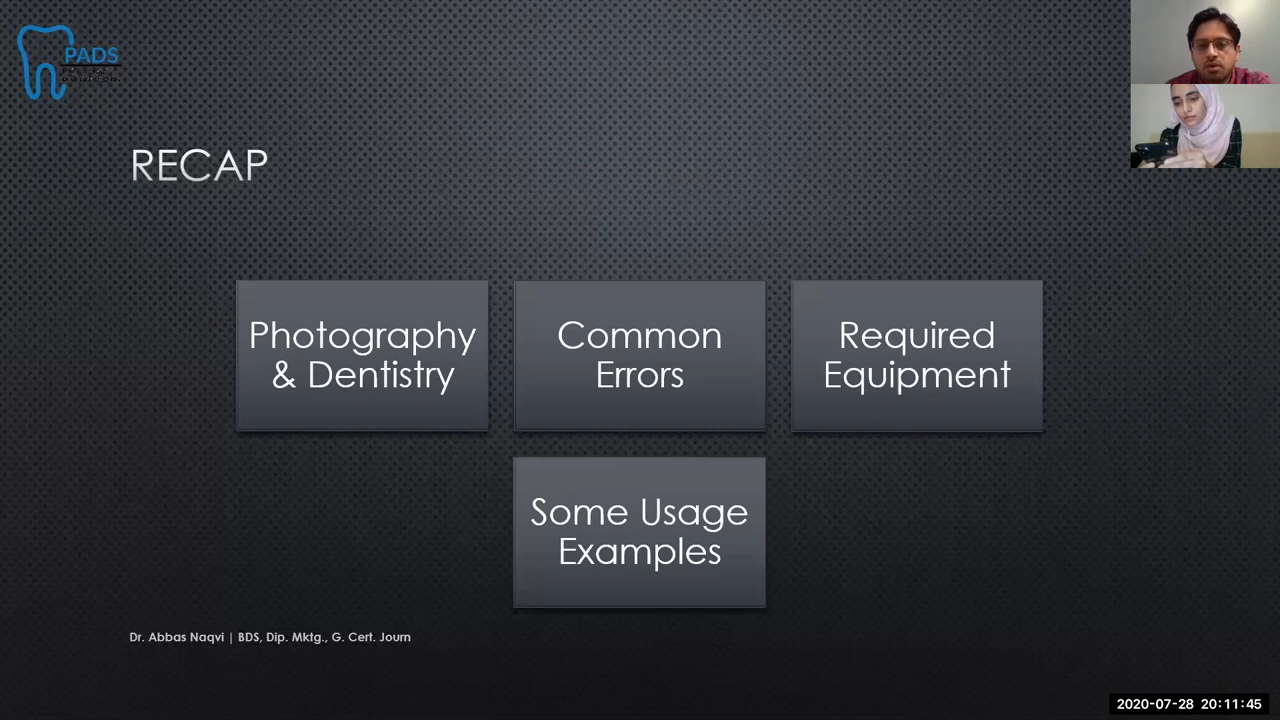 PADS
RECAP
Photography
& Dentistry
Common
Errors
Required
Equipment
Some Usage
Examples
Dr. Abbas Naqvi | BDS, Dip. Mktg., G. Cert. Journ
2020-07-28 20:11:45